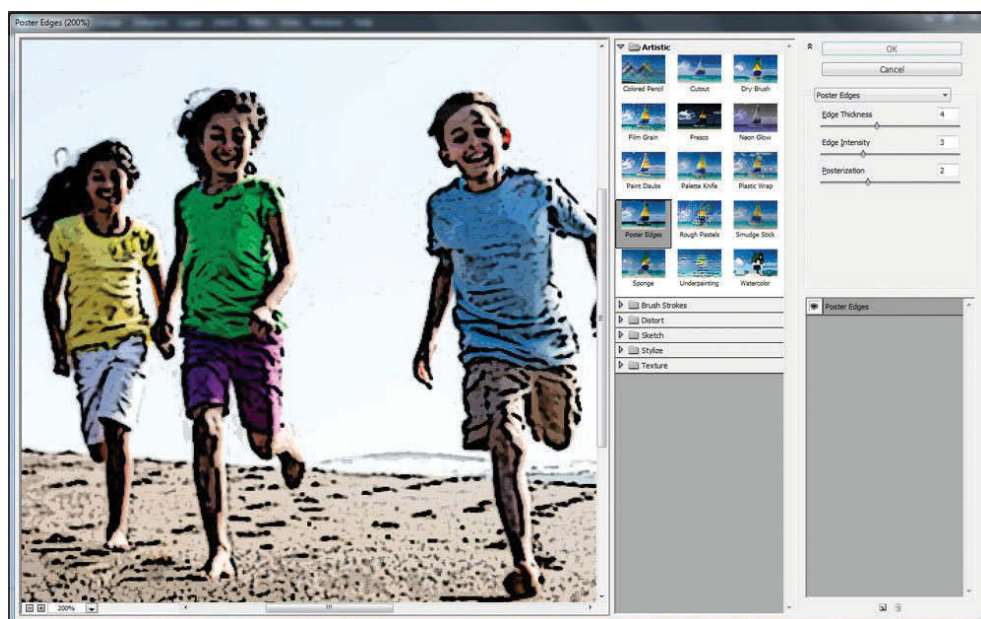 Poster Edges (200%)
Artistic
Colored Pencil
Cutout
Dry Brush
Film Grain
Fresco
Neon Glow
Paint Daubs
Palette Knife
Plastic Wrap
Poster Edges
Rough Pastels
Smudge Stick
Sponge
Underpainting
Watercolor
Brush Strokes
Distort
Sketch
Stylize
Texture
OK
Cancel
Poster Edges
Edge Thickness 4
Edge Intensity 3
Posterization 2
Poster Edges
200%